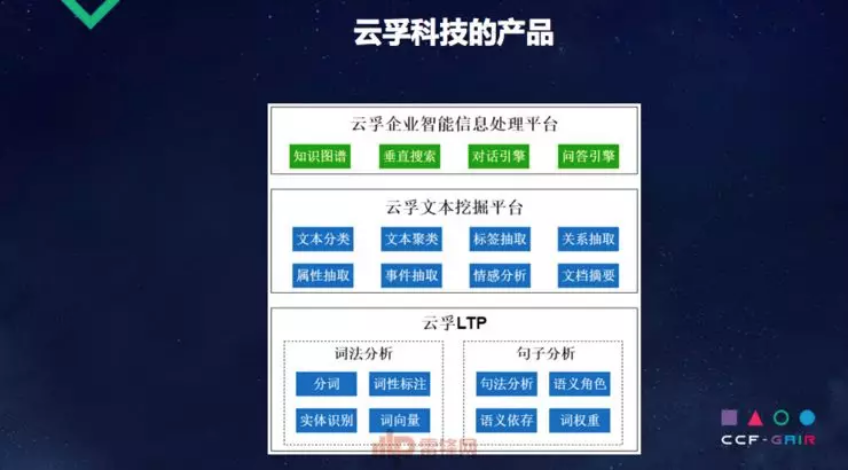 云孚科技的产品
云孚企业智能信息处理平台
知识图谱 垂直搜索 对话引擎 问答引擎
云孚文本挖掘平台
文本分类 文本聚类 标签抽取 关系抽取
属性抽取 事件抽取 情感分析 文档摘要
云孚LTP
词法分析 句子分析
分词 词性标注 句法分析 语义角色
实体识别 词向量 语义依存 词权重
雷锋网
CCF-GAIR